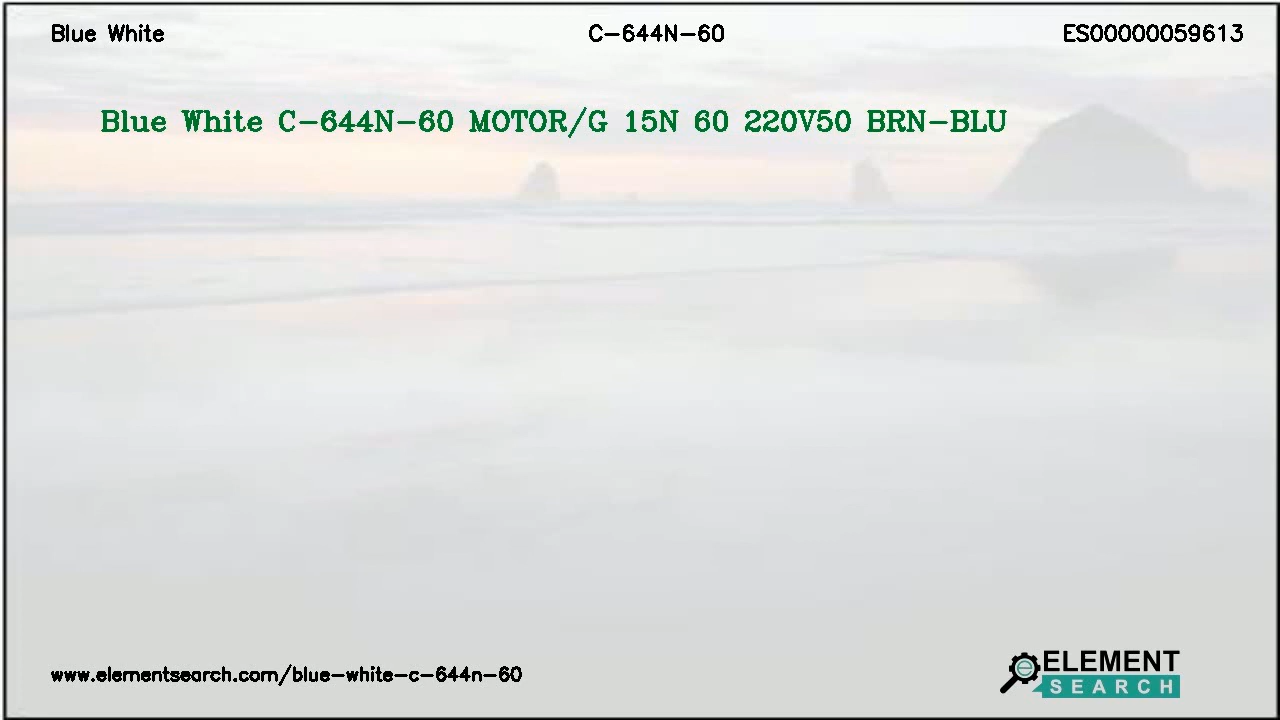 Blue White
C-644N-60
ES00000059613
Blue White C-644N-60 MOTOR/G 15N 60 220V50 BRN-BLU
www.elementsearch.com/blue-white-c-644n-60
e ELEMENT
SEARCH